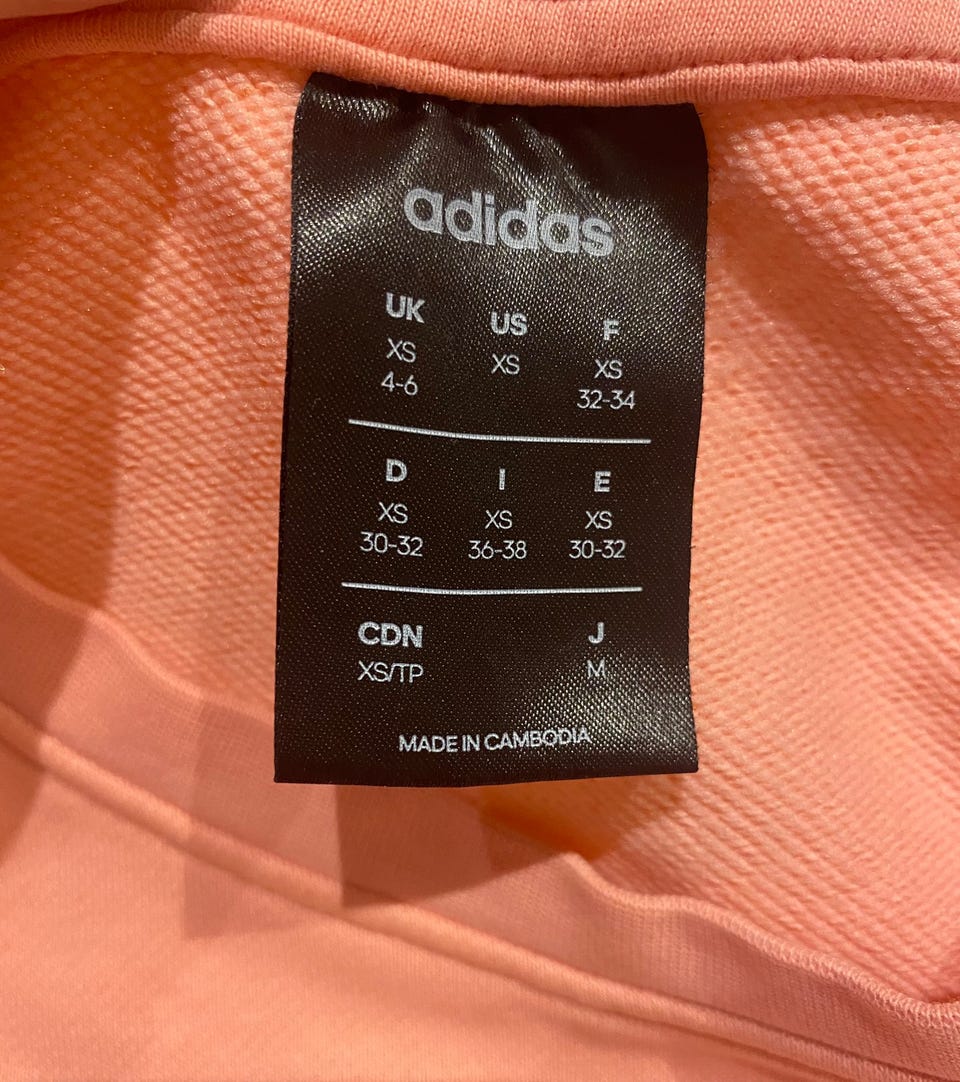 adidas
UK US F
XS XS XS
4-6 32-34
D I E
XS XS XS
30-32 36-38 30-32
CDN J
XS/TP M
MADE IN CAMBODIA